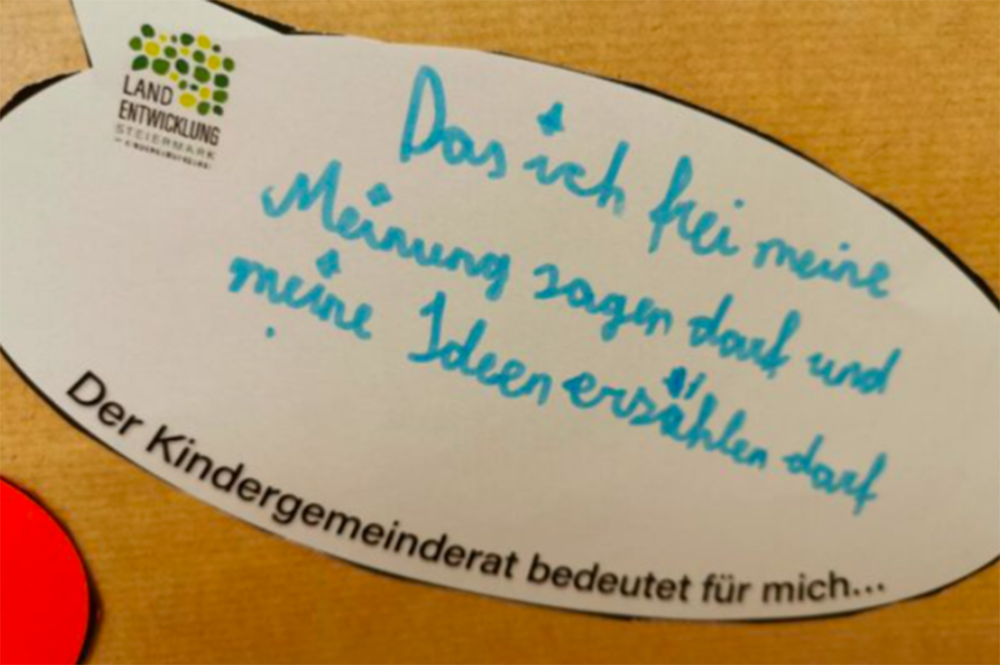 LAND
ENTWICKLUNG
STEIERMARK
Das ich frei meine
Meinung sagen darf und
meine Ideen erzählen darf
.
Der Kindergemeinderat bedeutet für mich...